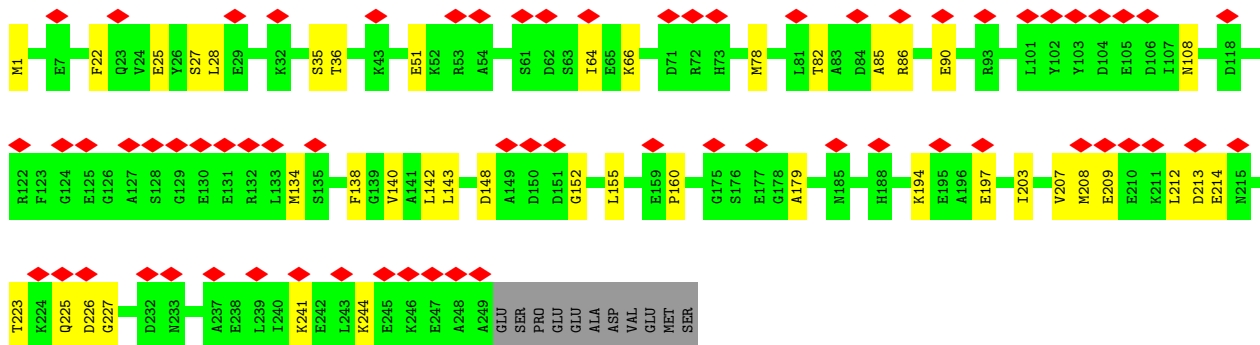 M1 E7 F22 Q23 V24 E25 Y26 S27 L28 E29 K32 S35 T36 K43 E51 K52 R53 A54 S61 D62 S63 I64 E65 K66 D71 R72 H73 M78 L81 T82 A83 D84 A85 R86 E90 R93 L101 Y102 Y103 D104 E105 D106 I107 N108 D118
R122 F123 G124 E125 G126 A127 S128 G129 E130 E131 R132 L133 M134 S135 F138 G139 V140 A141 L142 L143 D148 A149 D150 D151 G152 L155 E159 P160 G175 S176 E177 G178 A179 N185 H188 K194 E195 A196 E197 I203 V207 M208 E209 E210 K211 L212 D213 E214 N215
T223 K224 Q225 D226 G227 D232 N233 A237 E238 L239 I240 K241 E242 L243 K244 E245 K246 E247 A248 A249 GLU SER PRO GLU GLU ALA ASP VAL GLU MET SER